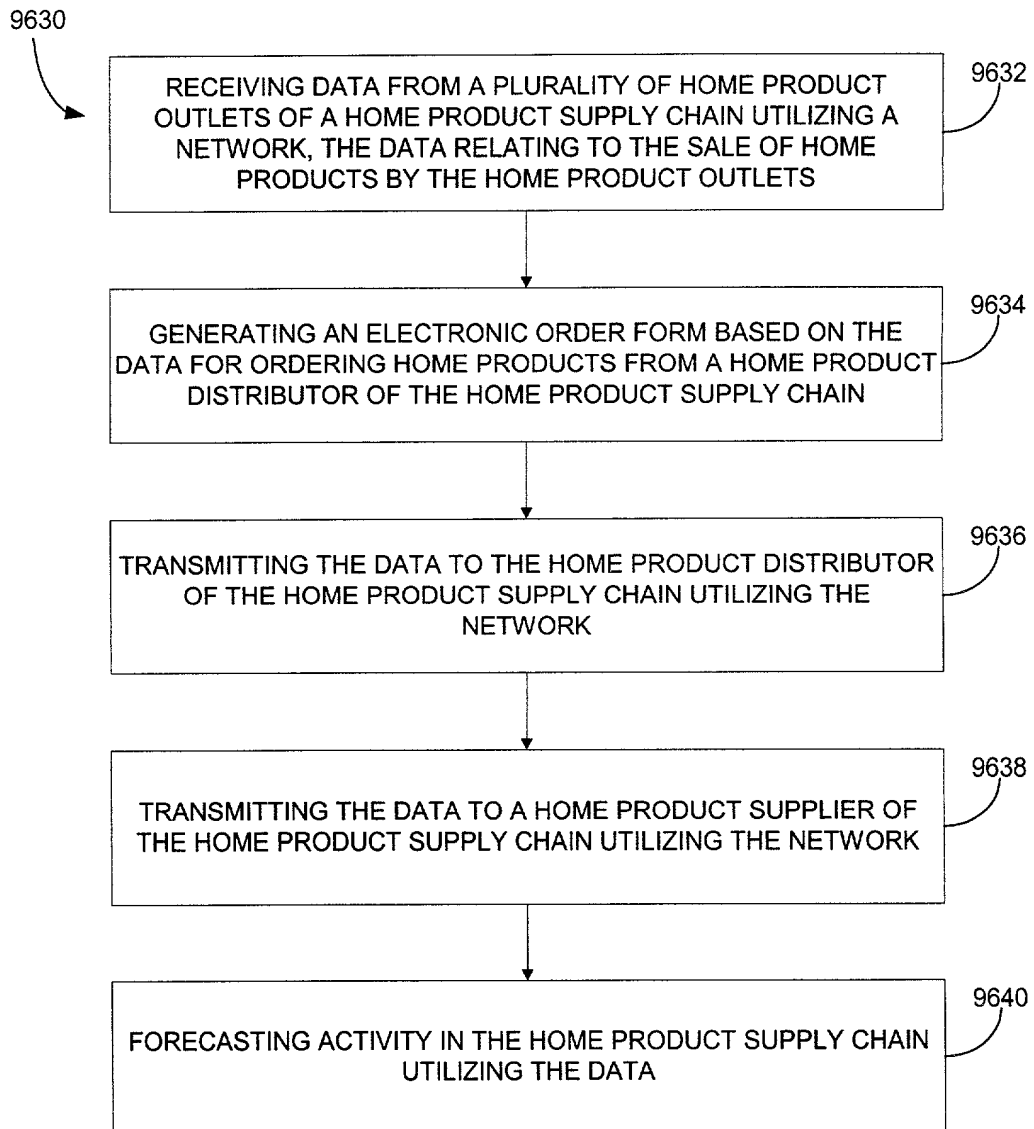 9630
9632
RECEIVING DATA FROM A PLURALITY OF HOME PRODUCT
OUTLETS OF A HOME PRODUCT SUPPLY CHAIN UTILIZING A
NETWORK, THE DATA RELATING TO THE SALE OF HOME
PRODUCTS BY THE HOME PRODUCT OUTLETS
9634
GENERATING AN ELECTRONIC ORDER FORM BASED ON THE
DATA FOR ORDERING HOME PRODUCTS FROM A HOME PRODUCT
DISTRIBUTOR OF THE HOME PRODUCT SUPPLY CHAIN
9636
TRANSMITTING THE DATA TO THE HOME PRODUCT DISTRIBUTOR
OF THE HOME PRODUCT SUPPLY CHAIN UTILIZING THE
NETWORK
9638
TRANSMITTING THE DATA TO A HOME PRODUCT SUPPLIER OF
THE HOME PRODUCT SUPPLY CHAIN UTILIZING THE NETWORK
9640
FORECASTING ACTIVITY IN THE HOME PRODUCT SUPPLY CHAIN
UTILIZING THE DATA